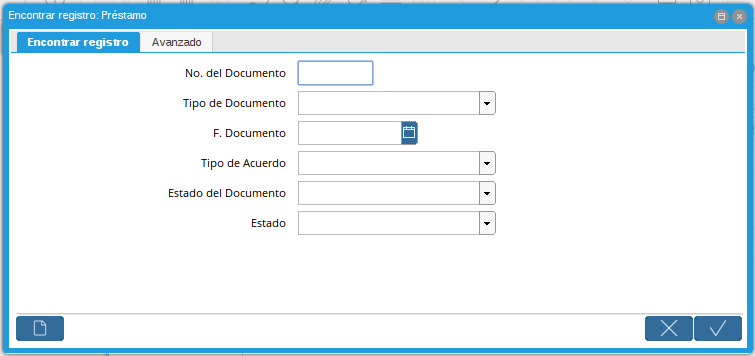 Encontrar registro: Préstamo
Encontrar registro Avanzado
No. del Documento
Tipo de Documento
F. Documento
Tipo de Acuerdo
Estado del Documento
Estado